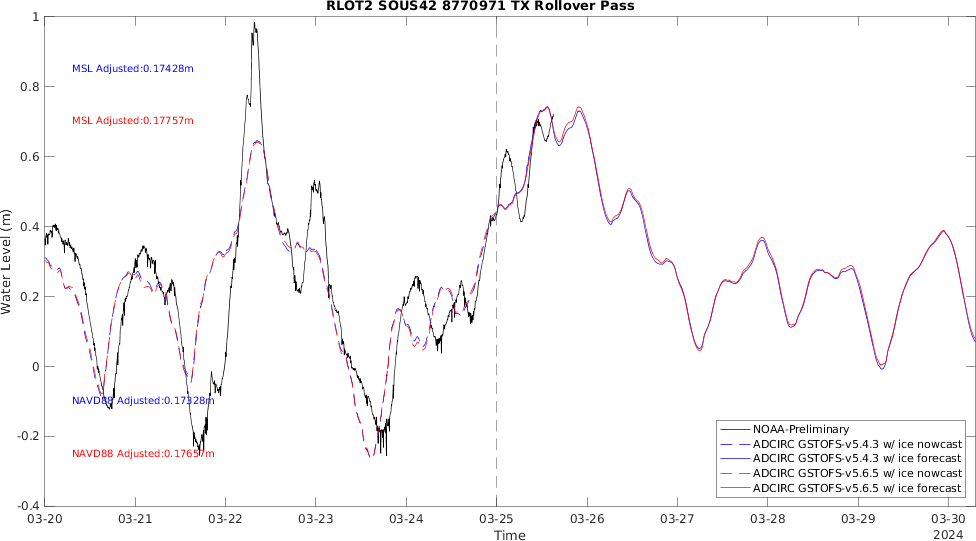 RLOT2 SOUS42 8770971 TX Rollover Pass
1
0.8
0.6
0.4
0.2
0
-0.2
-0.4
Water Level (m)
MSL Adjusted:0.17428m
MSL Adjusted:0.17757m
NAVD88 Adjusted:0.17328m
NAVD88 Adjusted:0.17657m
NOAA-Preliminary
ADCIRC GSTOFS-v5.4.3 w/ ice nowcast
ADCIRC GSTOFS-v5.4.3 w/ ice forecast
ADCIRC GSTOFS-v5.6.5 w/ ice nowcast
ADCIRC GSTOFS-v5.6.5 w/ ice forecast
03-20 03-21 03-22 03-23 03-24 03-25 03-26 03-27 03-28 03-29 03-30
Time
2024